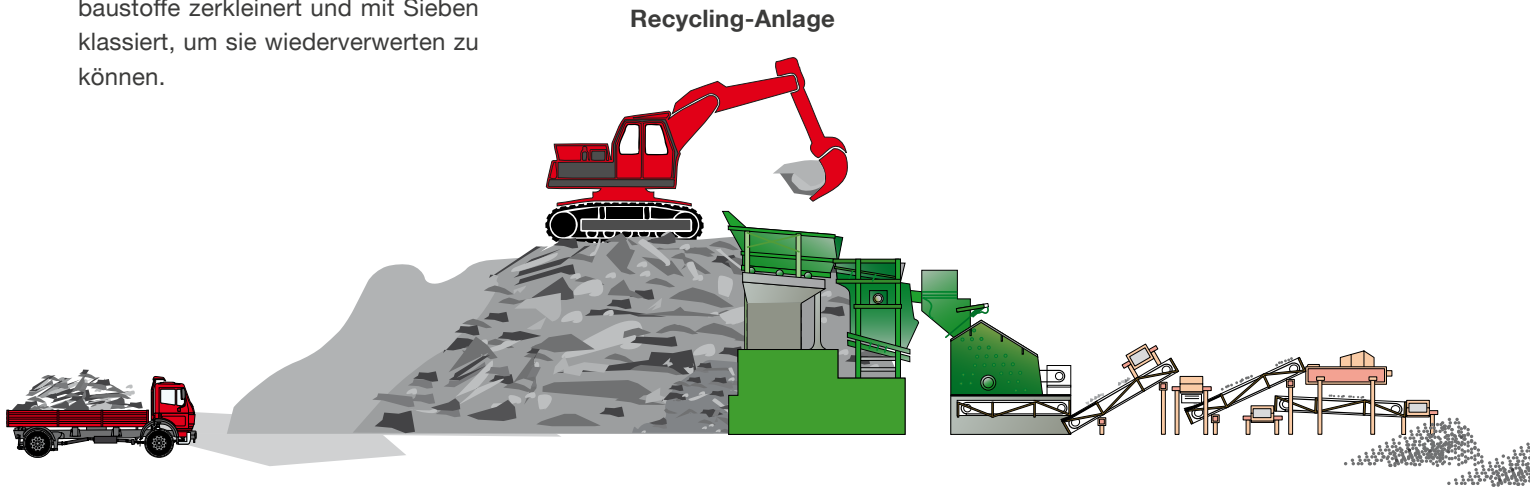 baustoffe zerkleinert und mit Sieben
klassiert, um sie wiederverwerten zu
können.
Recycling-Anlage